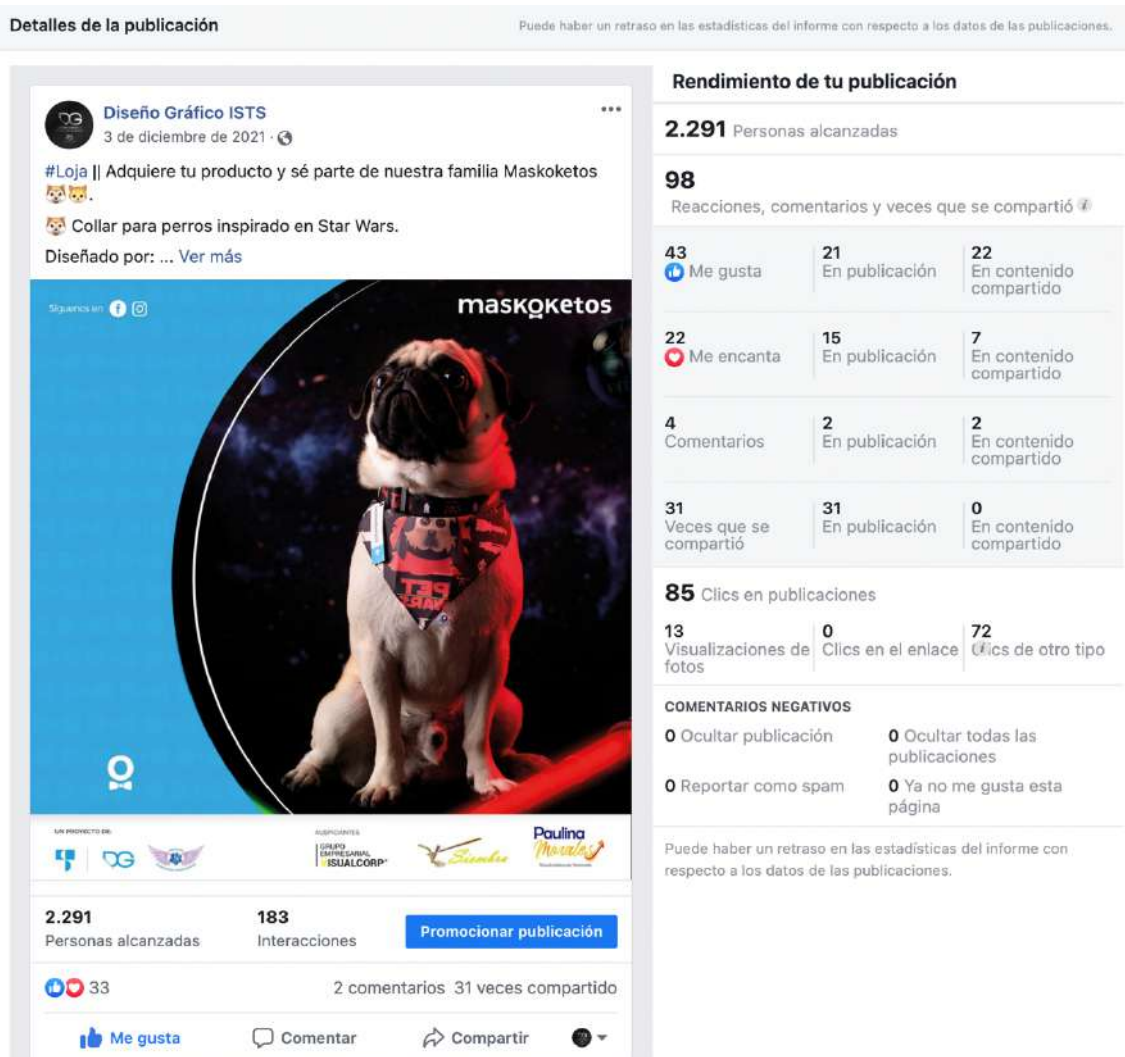 Detalles de la publicación
Puede haber un retraso en las estadísticas del informe con respecto a los datos de las publicaciones.
Diseño Gráfico ISTS
3 de diciembre de 2021 ·
#Loja || Adquiere tu producto y sé parte de nuestra familia Maskoketos
.
Collar para perros inspirado en Star Wars.
Diseñado por: ... Ver más
Síguenos en
maskoketos
PET
WARS
UN PROYECTO DE:
DG
AUSPICIANTES
GRUPO
EMPRESARIAL
VISUALCORP
Siembre
Paulina
Morales
2.291
Personas alcanzadas
183
Interacciones
Promocionar publicación
33
2 comentarios 31 veces compartido
Me gusta
Comentar
Compartir
Rendimiento de tu publicación
2.291 Personas alcanzadas
98
Reacciones, comentarios y veces que se compartió
43
Me gusta
21
En publicación
22
En contenido
compartido
22
Me encanta
15
En publicación
7
En contenido
compartido
4
Comentarios
2
En publicación
2
En contenido
compartido
31
Veces que se
compartió
31
En publicación
0
En contenido
compartido
85 Clics en publicaciones
13
Visualizaciones de
fotos
0
Clics en el enlace
72
Clics de otro tipo
COMENTARIOS NEGATIVOS
0 Ocultar publicación
0 Ocultar todas las
publicaciones
0 Reportar como spam
0 Ya no me gusta esta
página
Puede haber un retraso en las estadísticas del informe con
respecto a los datos de las publicaciones.